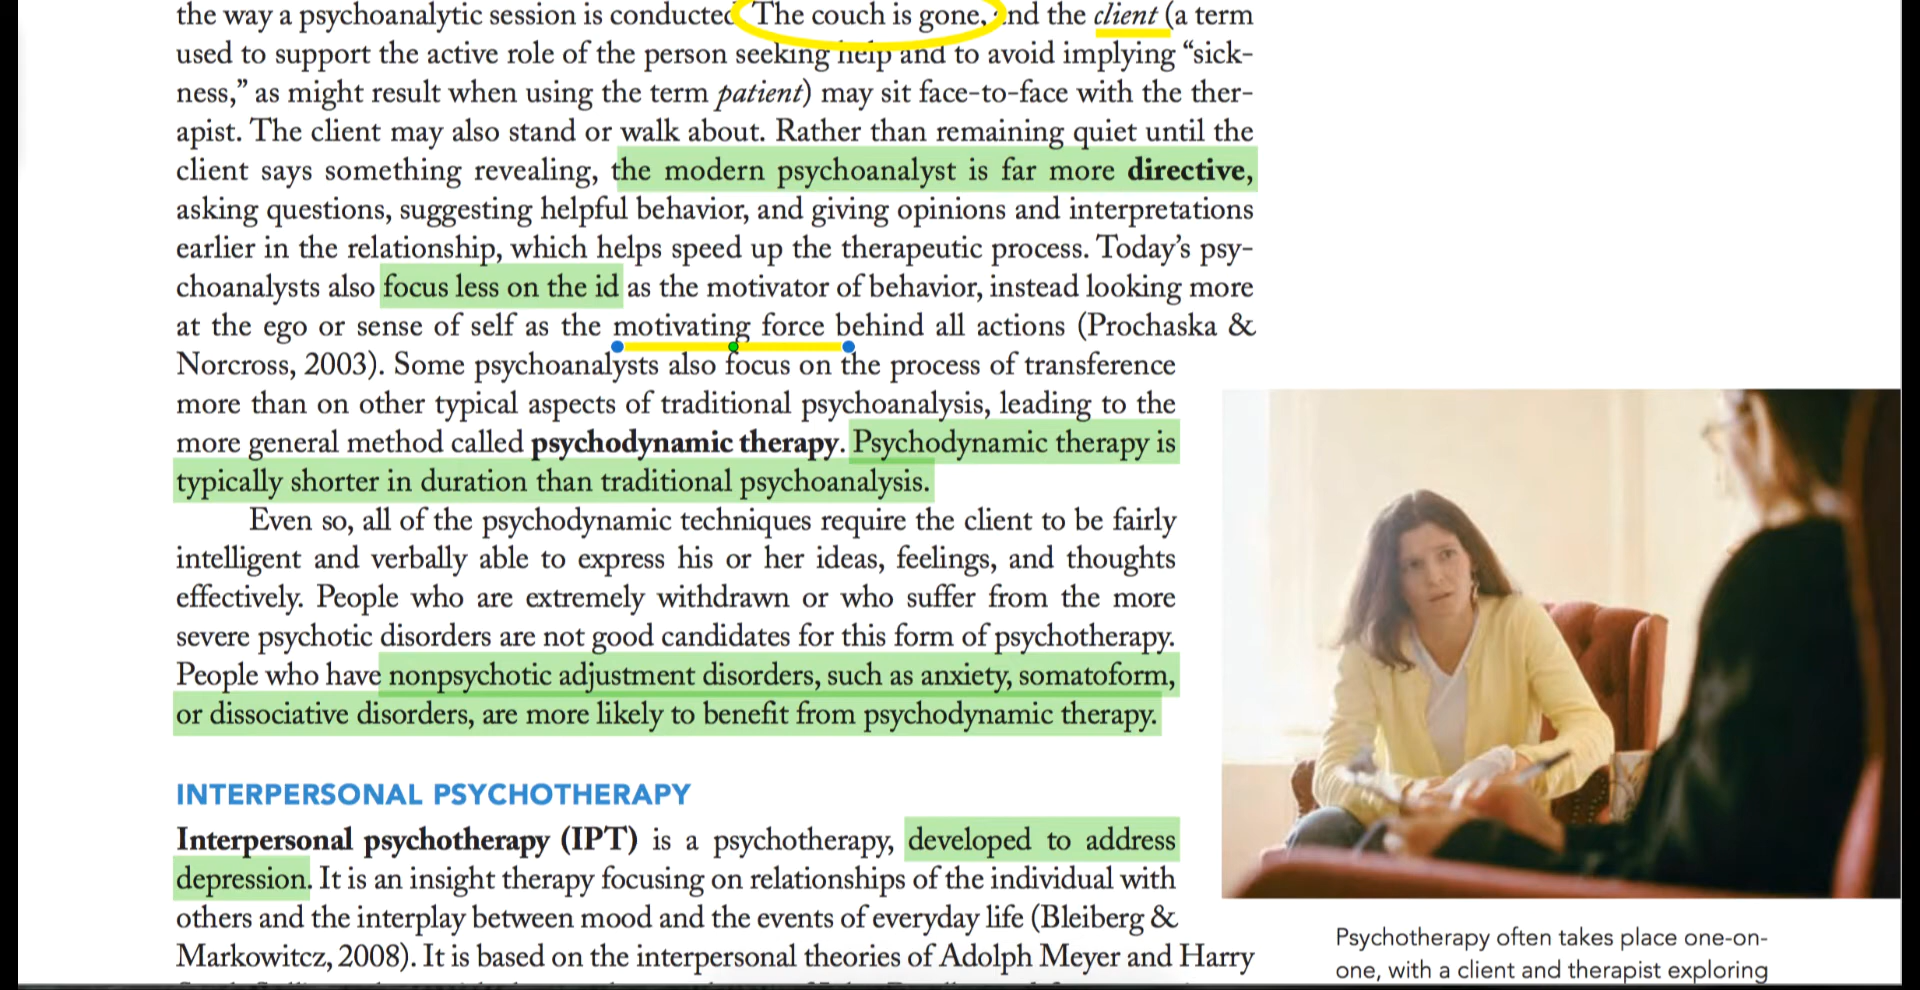 the way a psychoanalytic session is conducted. The couch is gone, and the client (a term
used to support the active role of the person seeking help and to avoid implying “sick-
ness,” as might result when using the term patient) may sit face-to-face with the ther-
apist. The client may also stand or walk about. Rather than remaining quiet until the
client says something revealing, the modern psychoanalyst is far more directive,
asking questions, suggesting helpful behavior, and giving opinions and interpretations
earlier in the relationship, which helps speed up the therapeutic process. Today’s psy-
choanalysts also focus less on the id as the motivator of behavior, instead looking more
at the ego or sense of self as the motivating force behind all actions (Prochaska &
Norcross, 2003). Some psychoanalysts also focus on the process of transference
more than on other typical aspects of traditional psychoanalysis, leading to the
more general method called psychodynamic therapy. Psychodynamic therapy is
typically shorter in duration than traditional psychoanalysis.
Even so, all of the psychodynamic techniques require the client to be fairly
intelligent and verbally able to express his or her ideas, feelings, and thoughts
effectively. People who are extremely withdrawn or who suffer from the more
severe psychotic disorders are not good candidates for this form of psychotherapy.
People who have nonpsychotic adjustment disorders, such as anxiety, somatoform,
or dissociative disorders, are more likely to benefit from psychodynamic therapy.
INTERPERSONAL PSYCHOTHERAPY
Interpersonal psychotherapy (IPT) is a psychotherapy, developed to address
depression. It is an insight therapy focusing on relationships of the individual with
others and the interplay between mood and the events of everyday life (Bleiberg &
Markowitcz, 2008). It is based on the interpersonal theories of Adolph Meyer and Harry
Psychotherapy often takes place one-on-
one, with a client and therapist exploring